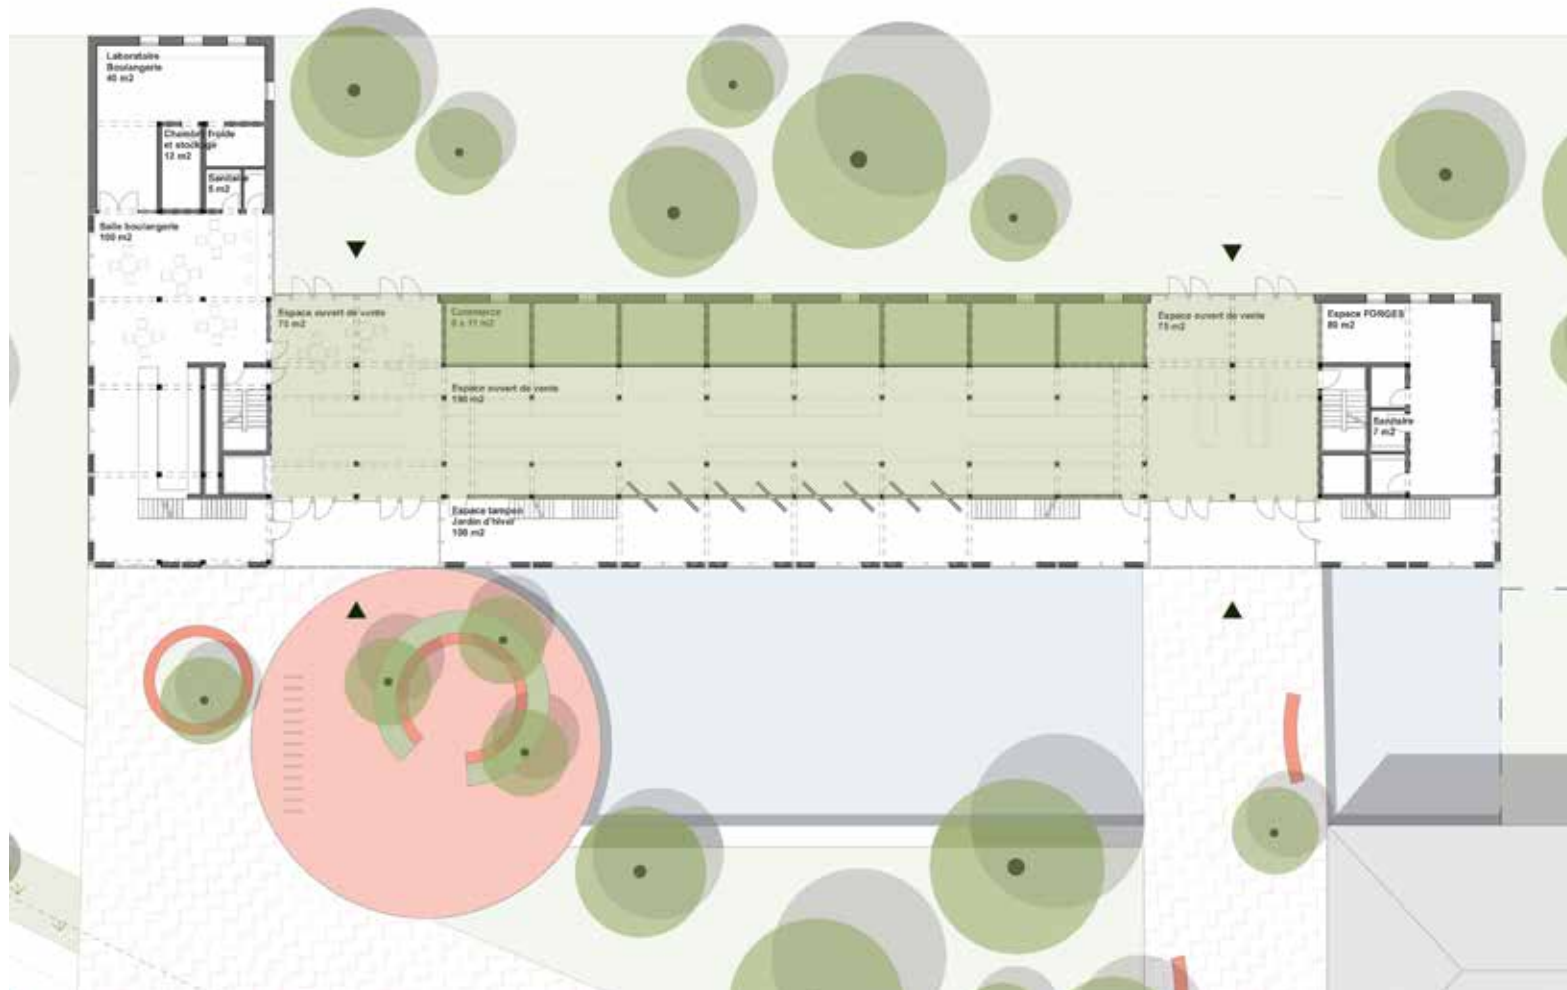 Laboratoire
Boulangerie
40 m2
Chambre froide
et stockage
12 m2
Sanitaire
5 m2
Salle boulangerie
100 m2
Espace ouvert de vente
75 m2
Commerce
8 x 11 m2
Espace ouvert de vente
190 m2
Espace tampon
Jardin d'hiver
108 m2
Espace ouvert de vente
75 m2
Espace FORGES
80 m2
Sanitaire
7 m2